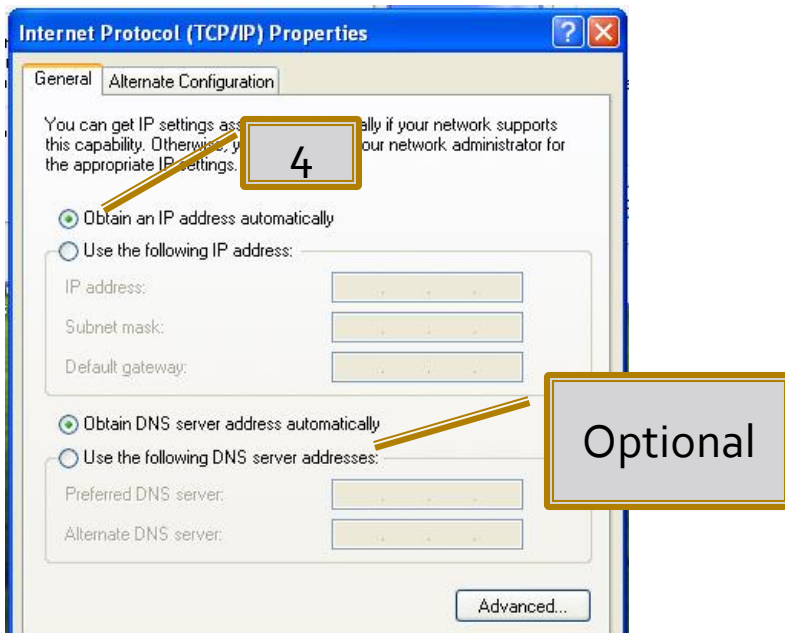 Internet Protocol (TCP/IP) Properties
General
Alternate Configuration
You can get IP settings ass ally if your network supports
this capability. Otherwise, y our network administrator for
the appropriate IP settings.
4
Obtain an IP address automatically
Use the following IP address:
IP address:
Subnet mask:
Default gateway:
Obtain DNS server address automatically
Use the following DNS server addresses:
Optional
Preferred DNS server:
Alternate DNS server:
Advanced...